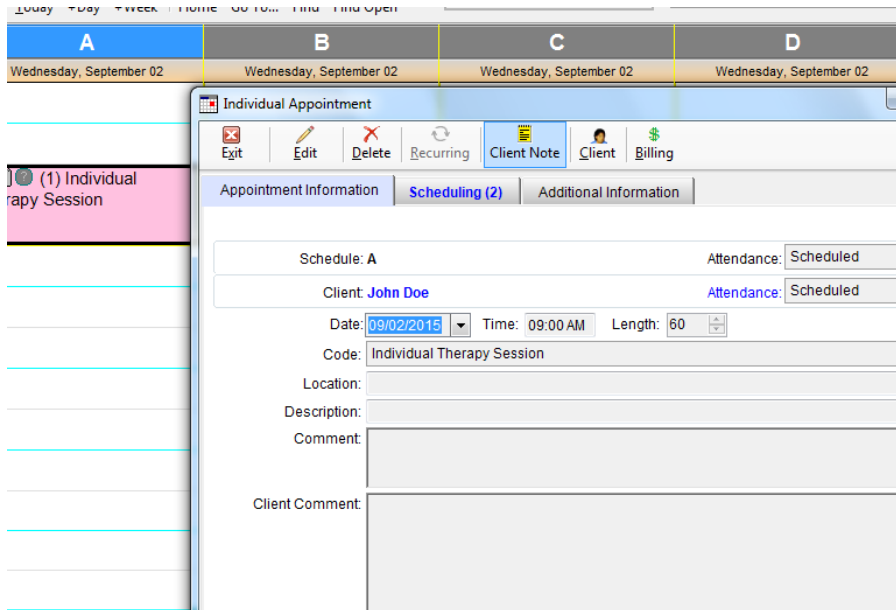 Today +Day +Week Home Go To... Find Find Open
A B C D
Wednesday, September 02 Wednesday, September 02 Wednesday, September 02 Wednesday, September 02
Individual Appointment
Exit Edit Delete Recurring Client Note Client Billing
(1) Individual
rapy Session
Appointment Information Scheduling (2) Additional Information
Schedule: A Attendance: Scheduled
Client: John Doe Attendance: Scheduled
Date: 09/02/2015 Time: 09:00 AM Length: 60
Code: Individual Therapy Session
Location:
Description:
Comment:
Client Comment: